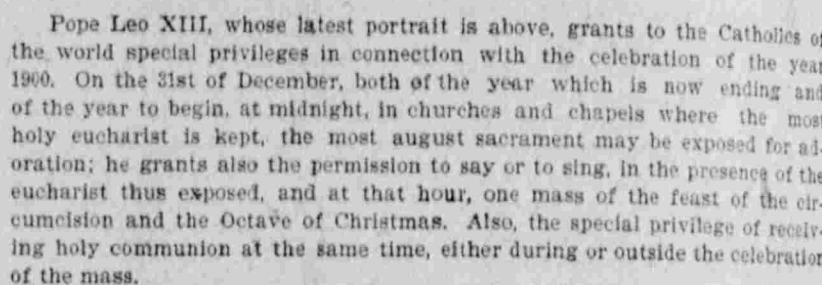 Pope Leo XIII, whose latest portrait is above, grants to the Catholics of
the world special privileges in connection with the celebration of the year
1900. On the 31st of December, both of the year which is now ending and
of the year to begin, at midnight, in churches and chapels where the most
holy eucharist is kept, the most august sacrament may be exposed for ad-
oration; he grants also the permission to say or to sing, in the presence of the
eucharist thus exposed, and at that hour, one mass of the feast of the cir-
cumcision and the Octave of Christmas. Also, the special privilege of receiv-
ing holy communion at the same time, either during or outside the celebration
of the mass.